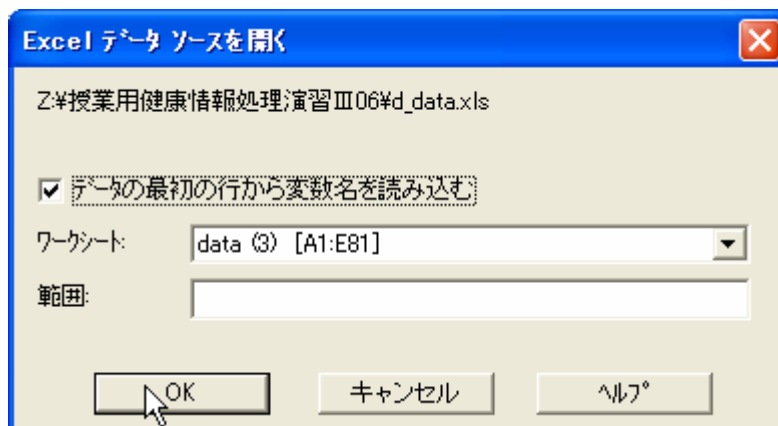 Excel データ ソースを開く
Z:¥授業用健康情報処理演習Ⅲ06¥d_data.xls
データの最初の行から変数名を読み込む
ワークシート: data (3) [A1:E81]
範囲:
OK キャンセル ヘルプ